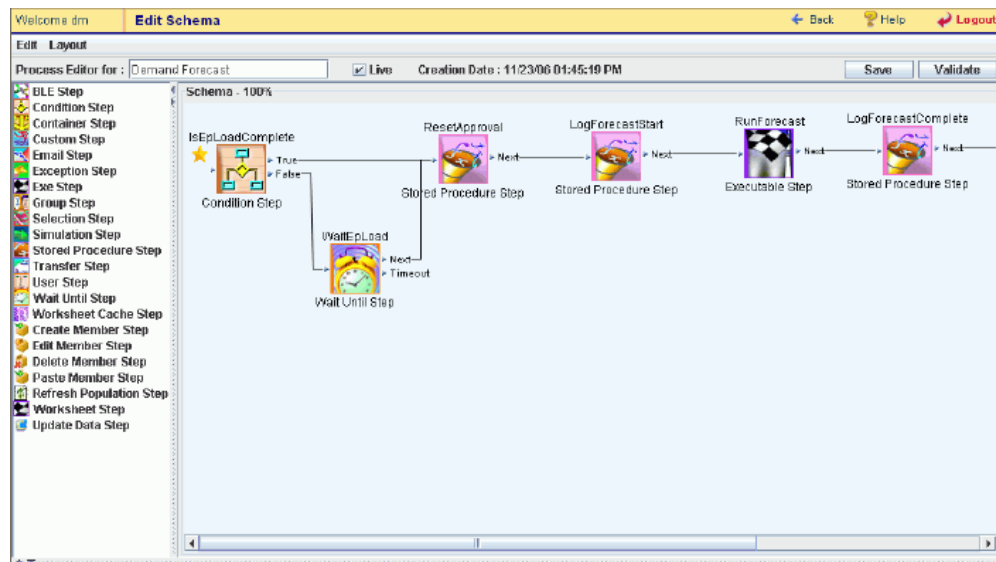 Welcome dm
Edit Schema
Back
Help
Logout
Edit Layout
Process Editor for : Demand Forecast
Live
Creation Date : 11/23/06 01:45:19 PM
Save
Validate
BLE Step
Condition Step
Container Step
Custom Step
Email Step
Exception Step
Exe Step
Group Step
Selection Step
Simulation Step
Stored Procedure Step
Transfer Step
User Step
Wait Until Step
Worksheet Cache Step
Create Member Step
Edit Member Step
Delete Member Step
Paste Member Step
Refresh Population Step
Worksheet Step
Update Data Step
Schema - 100%
IsEpLoadComplete
True
False
Condition Step
WaitEpLoad
Next
Timeout
Wait Until Step
ResetApproval
Next
Stored Procedure Step
LogForecastStart
Next
Stored Procedure Step
RunForecast
Next
Executable Step
LogForecastComplete
Next
Stored Procedure Step